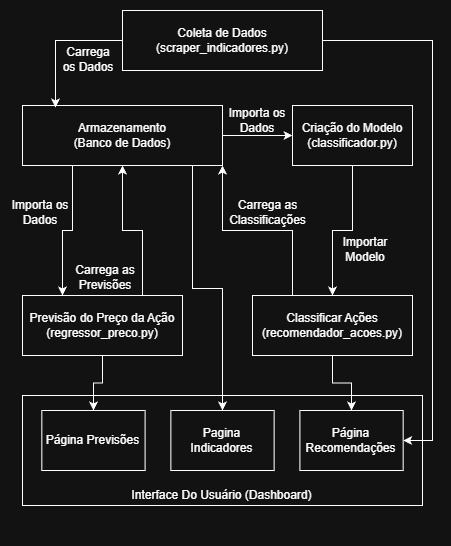 Coleta de Dados
(scraper_indicadores.py)
Carrega
os Dados
Armazenamento
(Banco de Dados)
Importa os
Dados
Criação do Modelo
(classificador.py)
Importa os
Dados
Carrega as
Classificações
Importar
Modelo
Carrega as
Previsões
Previsão do Preço da Ação
(regressor_preco.py)
Classificar Ações
(recomendador_acoes.py)
Página Previsões
Pagina
Indicadores
Página
Recomendações
Interface Do Usuário (Dashboard)